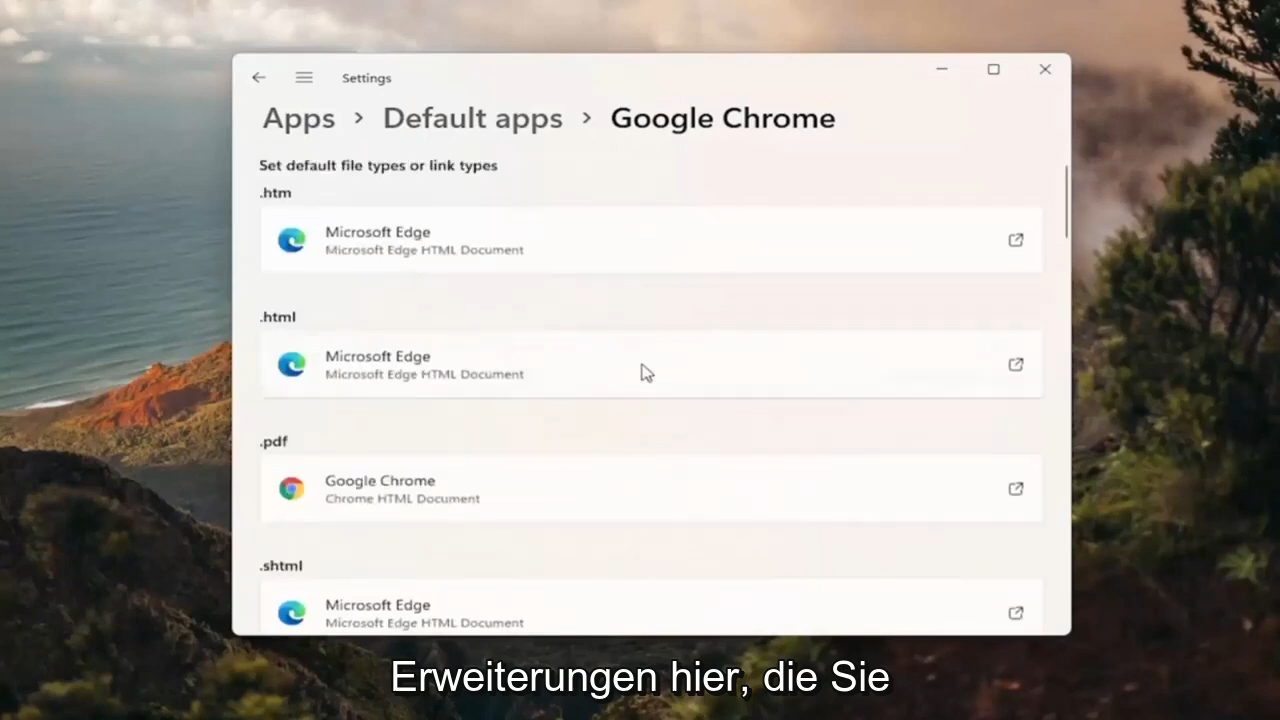 Settings
Apps > Default apps > Google Chrome
Set default file types or link types
.htm
Microsoft Edge
Microsoft Edge HTML Document
.html
Microsoft Edge
Microsoft Edge HTML Document
.pdf
Google Chrome
Chrome HTML Document
.shtml
Microsoft Edge
Microsoft Edge HTML Document
Erweiterungen hier, die Sie